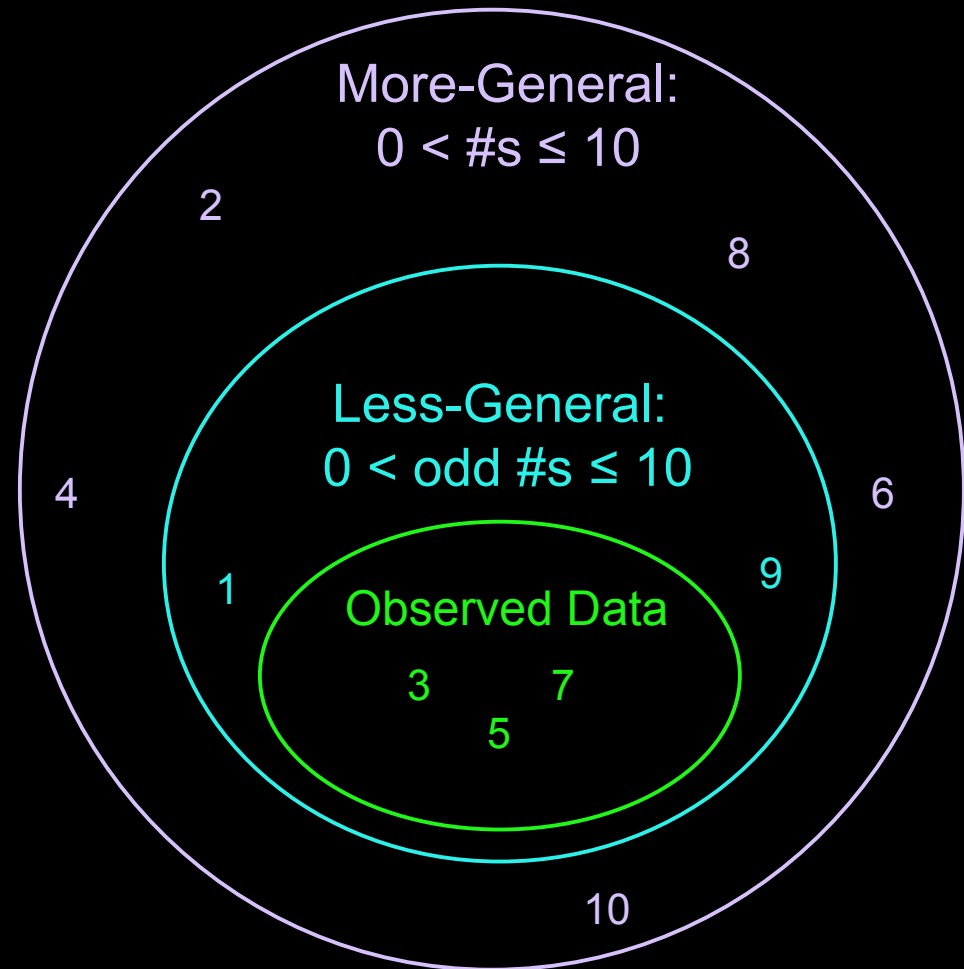 More-General:
0 < #s ≤ 10
2
8
Less-General:
0 < odd #s ≤ 10
4
6
1
9
Observed Data
3
7
5
10